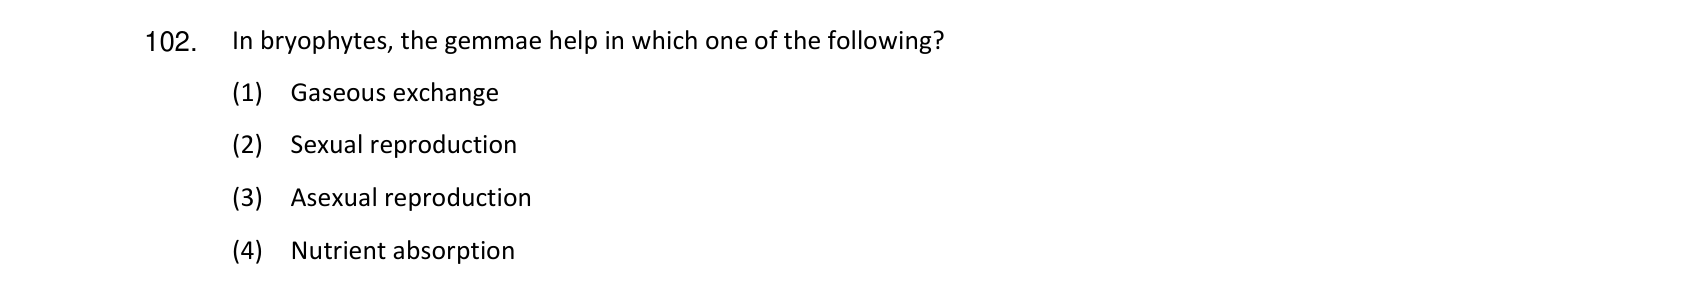 102. In bryophytes, the gemmae help in which one of the following?
(1) Gaseous exchange
(2) Sexual reproduction
(3) Asexual reproduction
(4) Nutrient absorption